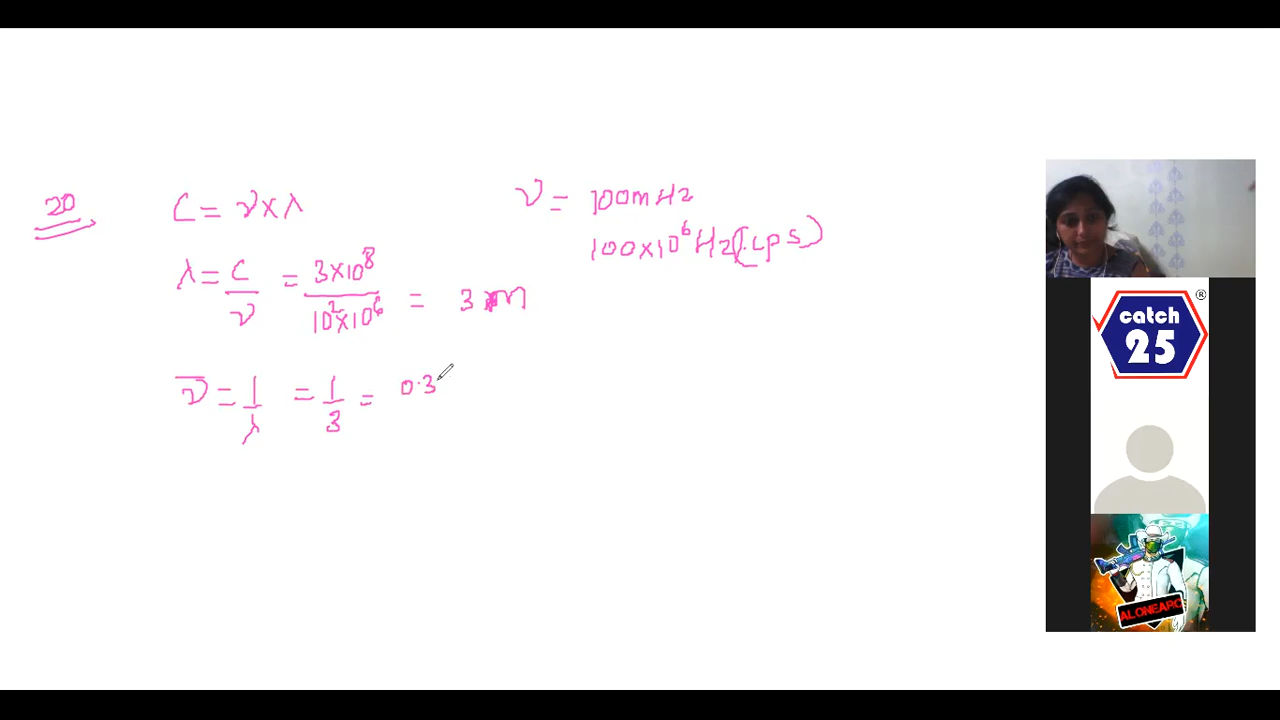 20
C = ν × λ
ν = 100 mHz
100×10⁶ Hz (cps)
λ = C/ν = 3×10⁸/10²×10⁶ = 3 m
ν̅ = 1/λ = 1/3 = 0.3
catch ®
25
ALONEARC